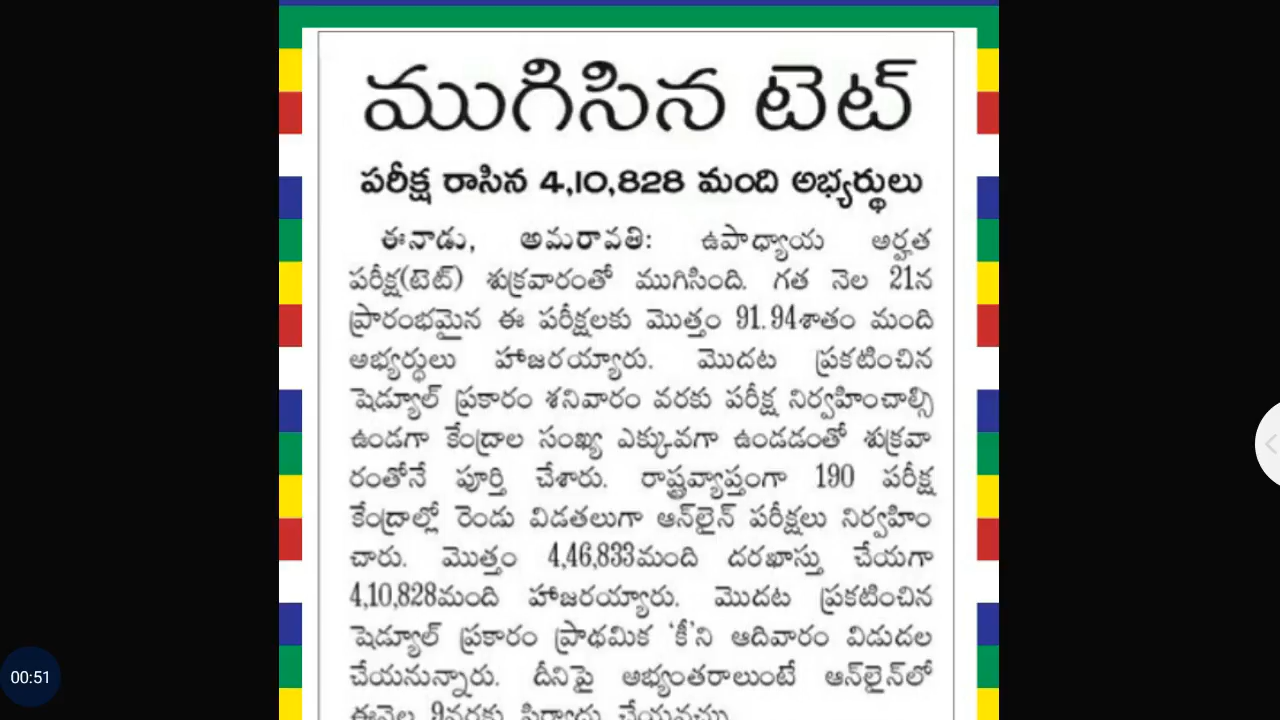 ముగిసిన టెట్
పరీక్ష రాసిన 4,10,828 మంది అభ్యర్థులు
ఈనాడు, అమరావతి: ఉపాధ్యాయ అర్హత
పరీక్ష(టెట్) శుక్రవారంతో ముగిసింది. గత నెల 21న
ప్రారంభమైన ఈ పరీక్షలకు మొత్తం 91.94శాతం మంది
అభ్యర్థులు హాజరయ్యారు. మొదట ప్రకటించిన
షెడ్యూల్ ప్రకారం శనివారం వరకు పరీక్ష నిర్వహించాల్సి
ఉండగా కేంద్రాల సంఖ్య ఎక్కువగా ఉండడంతో శుక్రవా
రంతోనే పూర్తి చేశారు. రాష్ట్రవ్యాప్తంగా 190 పరీక్ష
కేంద్రాల్లో రెండు విడతలుగా ఆన్‌లైన్ పరీక్షలు నిర్వహిం
చారు. మొత్తం 4,46,833మంది దరఖాస్తు చేయగా
4,10,828మంది హాజరయ్యారు. మొదట ప్రకటించిన
షెడ్యూల్ ప్రకారం ప్రాథమిక ‘కీ’ని ఆదివారం విడుదల
చేయనున్నారు. దీనిపై అభ్యంతరాలుంటే ఆన్‌లైన్‌లో
ఈనెల 9వరకు ఫిర్యాదు చేయవచ్చు.
00:51